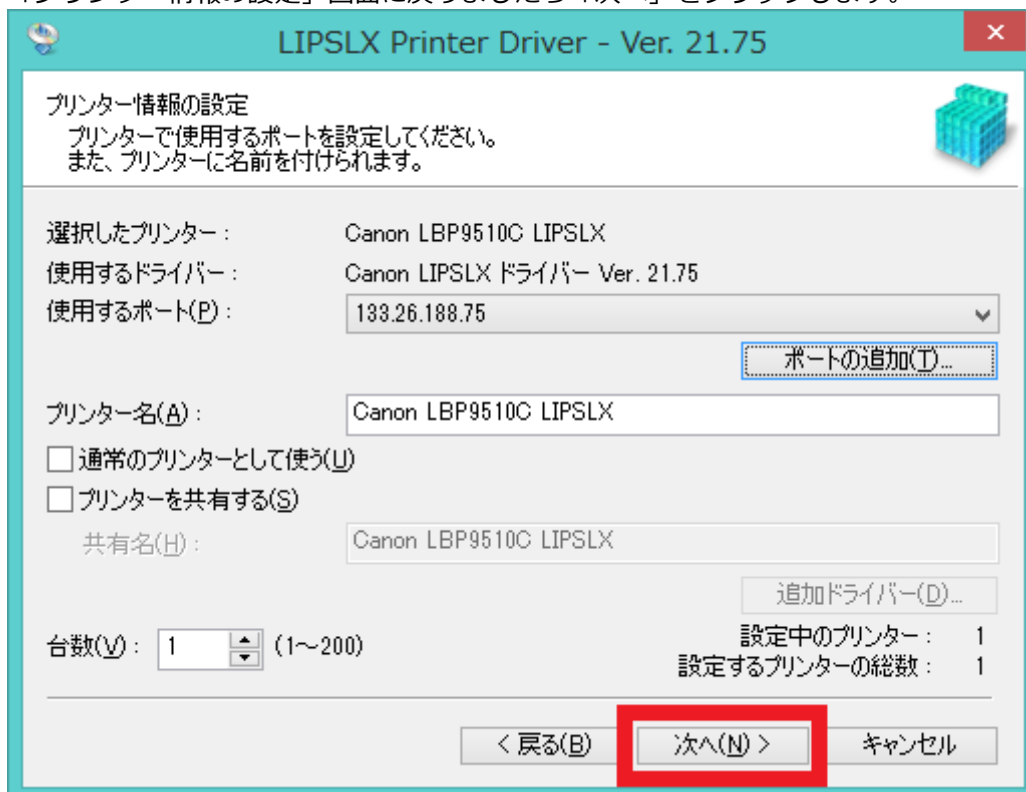 LIPSLX Printer Driver - Ver. 21.75
プリンター情報の設定
プリンターで使用するポートを設定してください。
また、プリンターに名前を付けられます。
選択したプリンター： Canon LBP9510C LIPSLX
使用するドライバー： Canon LIPSLX ドライバー Ver. 21.75
使用するポート(P)： 133.26.188.75
ポートの追加(T)...
プリンター名(A)： Canon LBP9510C LIPSLX
通常のプリンターとして使う(U)
プリンターを共有する(S)
共有名(H)： Canon LBP9510C LIPSLX
追加ドライバー(D)...
台数(V)： 1 (1～200)
設定中のプリンター： 1
設定するプリンターの総数： 1
< 戻る(B) 次へ(N) > キャンセル